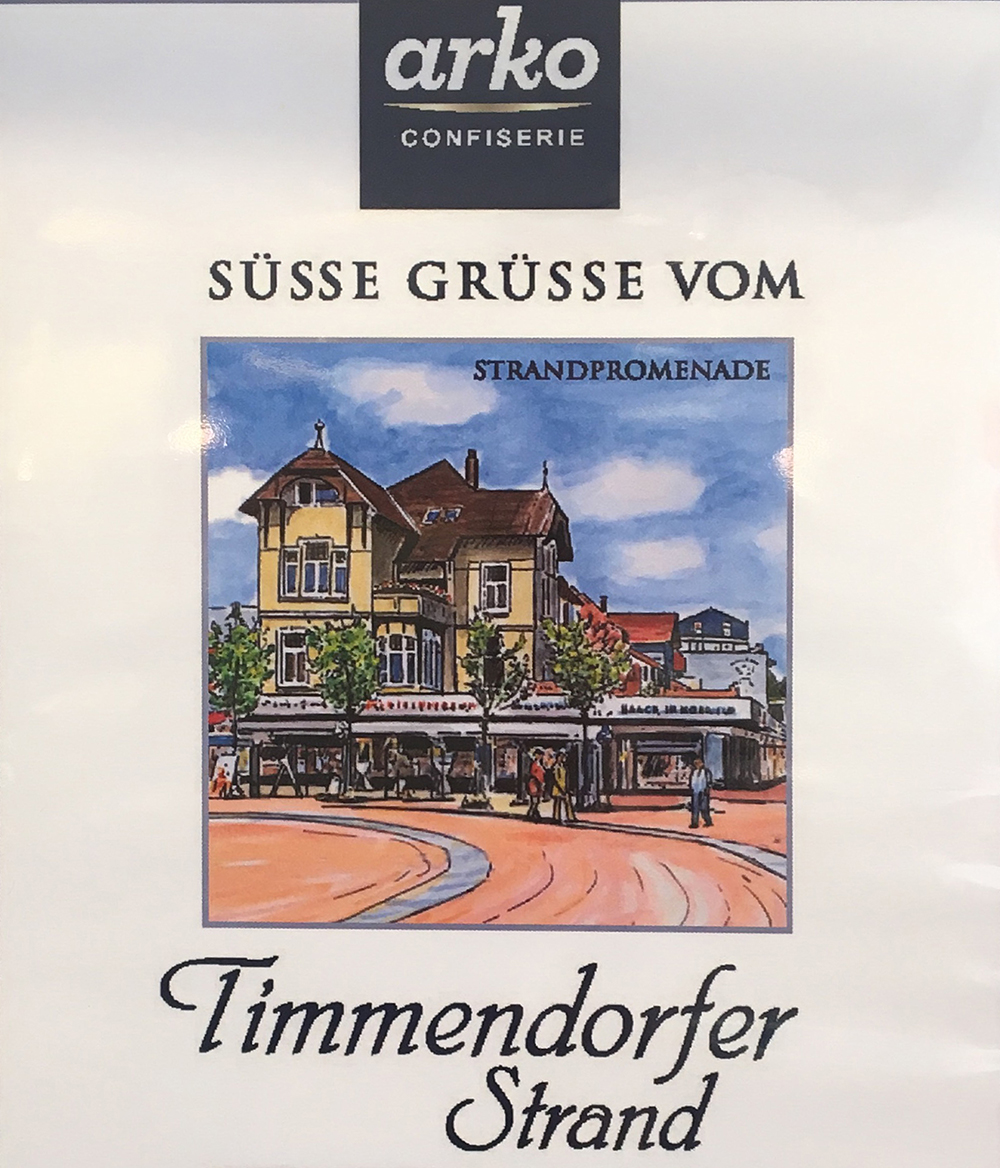 arko
CONFISERIE
SÜSSE GRÜSSE VOM
STRANDPROMENADE
Timmendorfer
Strand